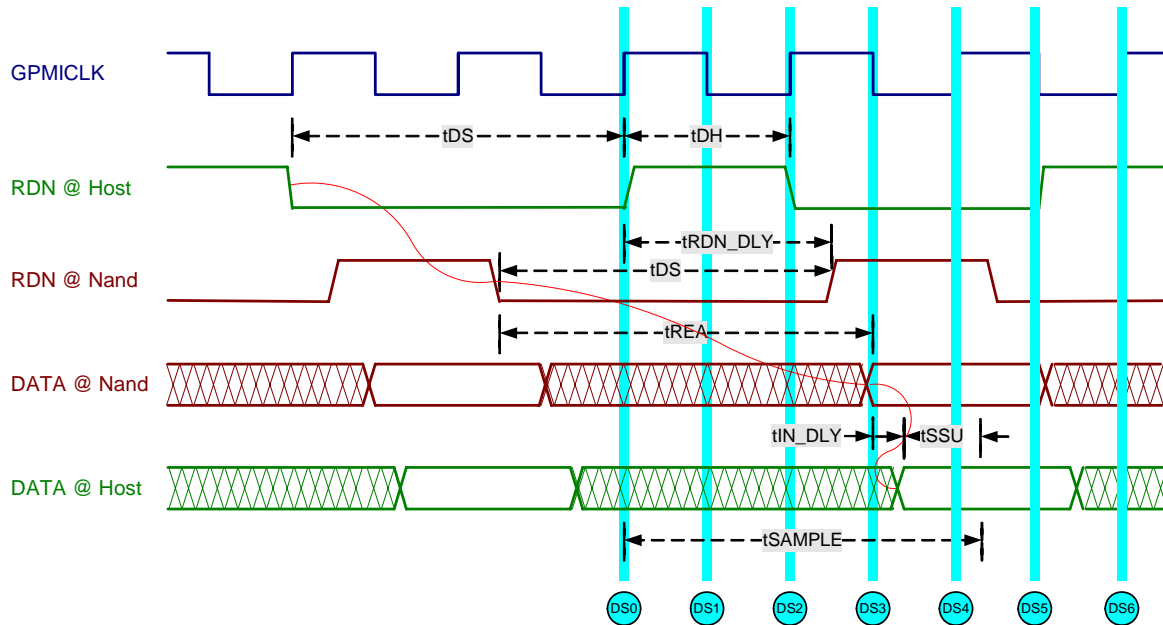 GPMICLK
tDS
tDH
RDN @ Host
tRDN_DLY
tDS
RDN @ Nand
tREA
DATA @ Nand
tIN_DLY
tSSU
DATA @ Host
tSAMPLE
DS0 DS1 DS2 DS3 DS4 DS5 DS6